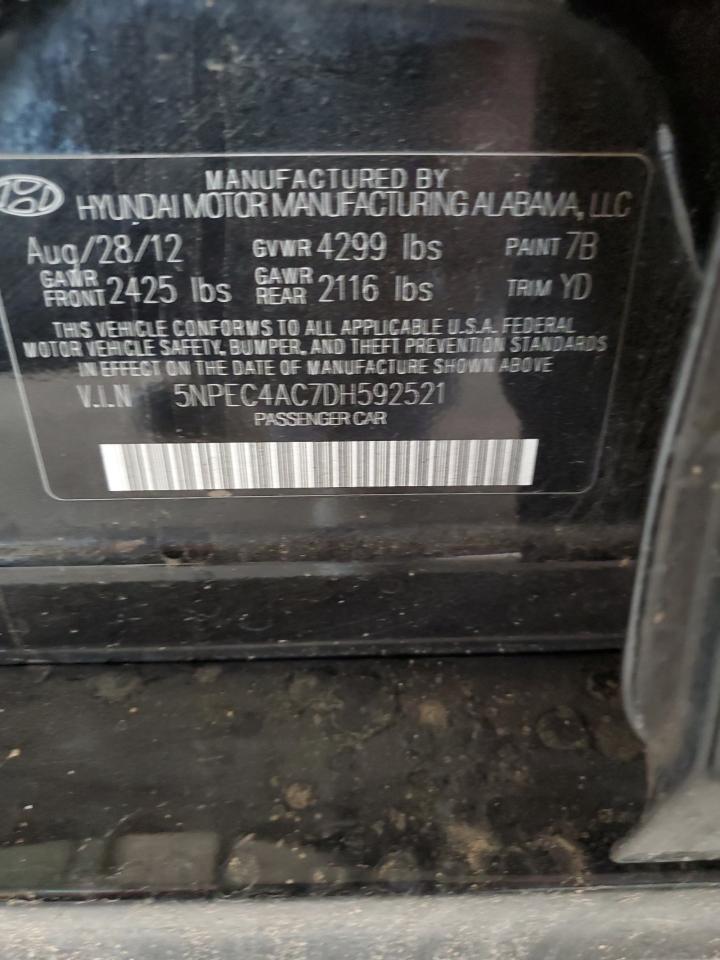 MANUFACTURED BY
HYUNDAI MOTOR MANUFACTURING ALABAMA, LLC
Aug/28/12 GVWR 4299 lbs PAINT 7B
GAWR FRONT 2425 lbs GAWR REAR 2116 lbs TRIM YD
THIS VEHICLE CONFORMS TO ALL APPLICABLE U.S.A. FEDERAL
MOTOR VEHICLE SAFETY, BUMPER, AND THEFT PREVENTION STANDARDS
IN EFFECT ON THE DATE OF MANUFACTURE SHOWN ABOVE
V.I.N 5NPEC4AC7DH592521
PASSENGER CAR